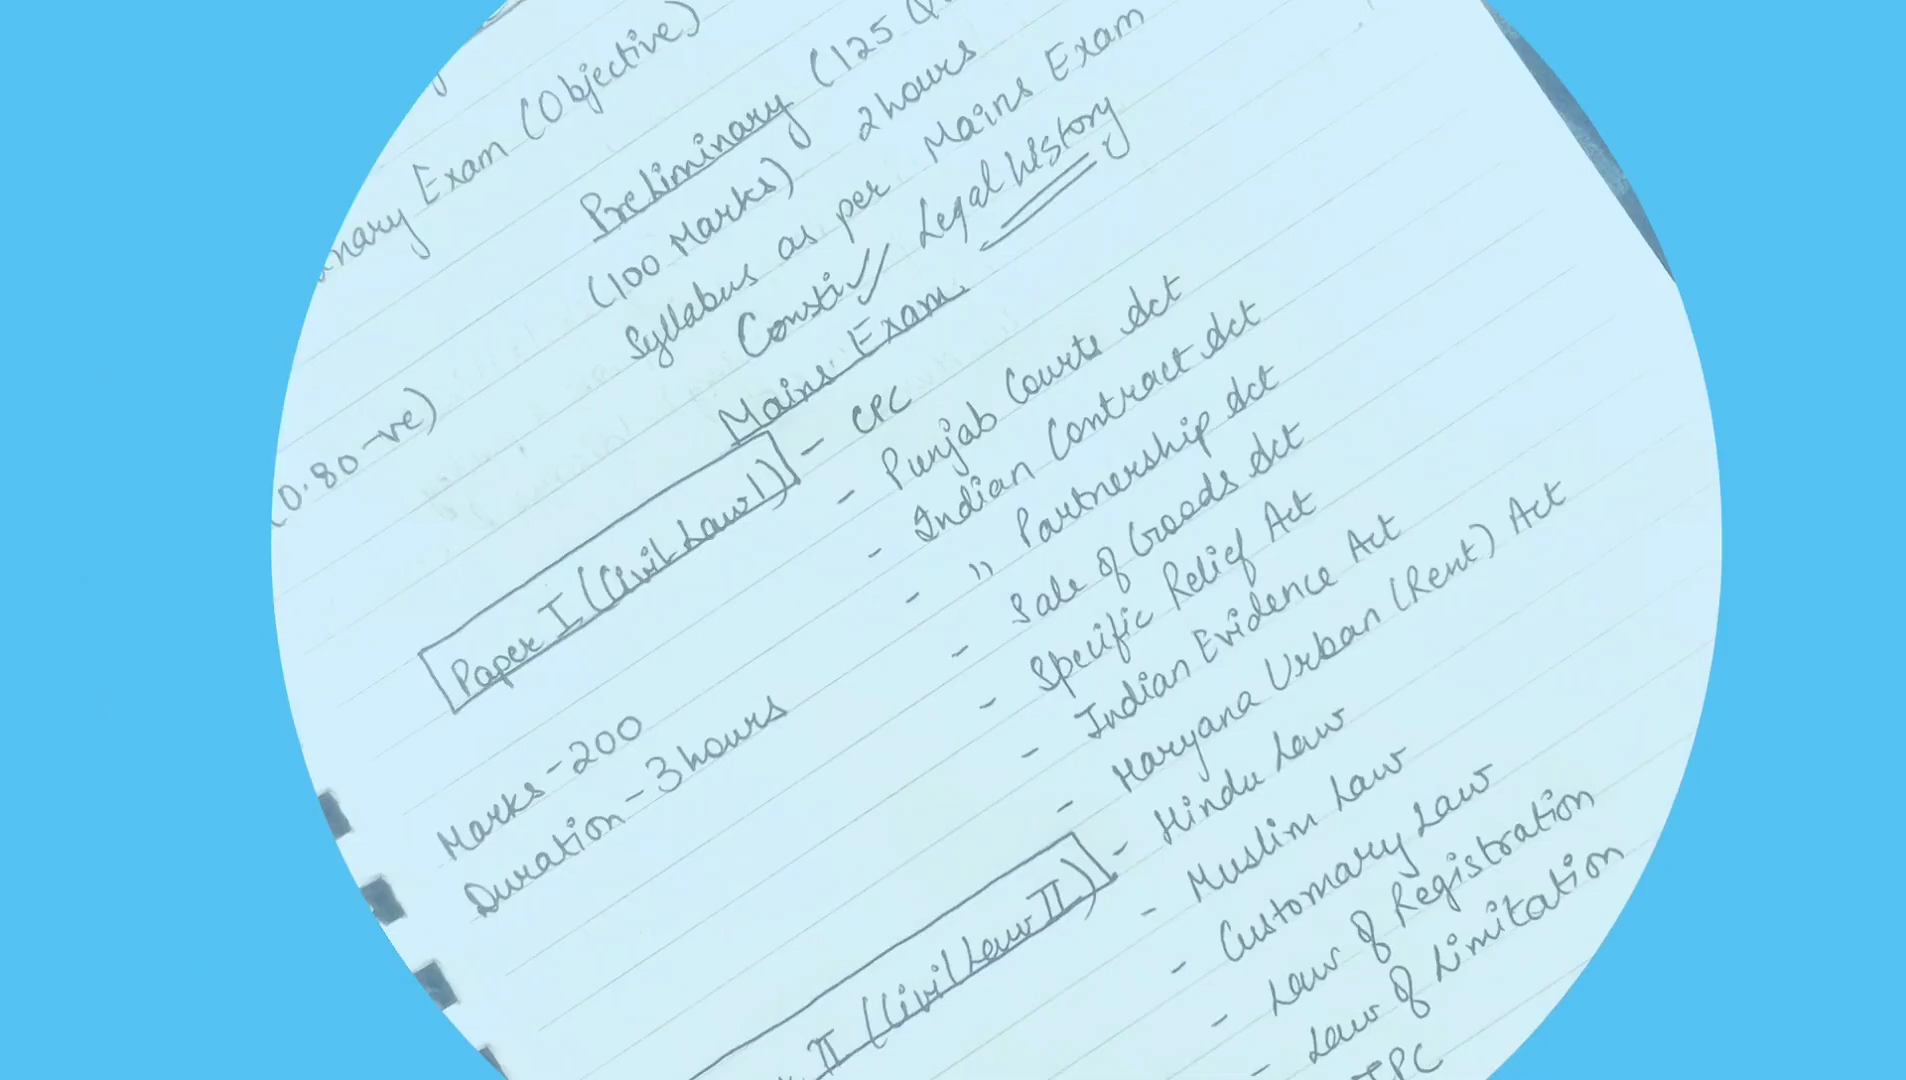 nary Exam (Objective)
Preliminary (125 Q
(100 Marks) 2 hours
Syllabus as per Mains Exam
Consti Legal history
(0.80 -ve)
Mains Exam
Paper I (Civil Law I) - CPC
- Punjab Courts Act
- Indian Contract Act
- " Partnership Act
- Sale of Goods Act
- Specific Relief Act
- Indian Evidence Act
- Haryana Urban (Rent) Act
Marks - 200
Duration - 3 hours
II (Civil Law II) - Hindu Law
- Muslim Law
- Customary Law
- Law of Registration
- Law of Limitation
IPC